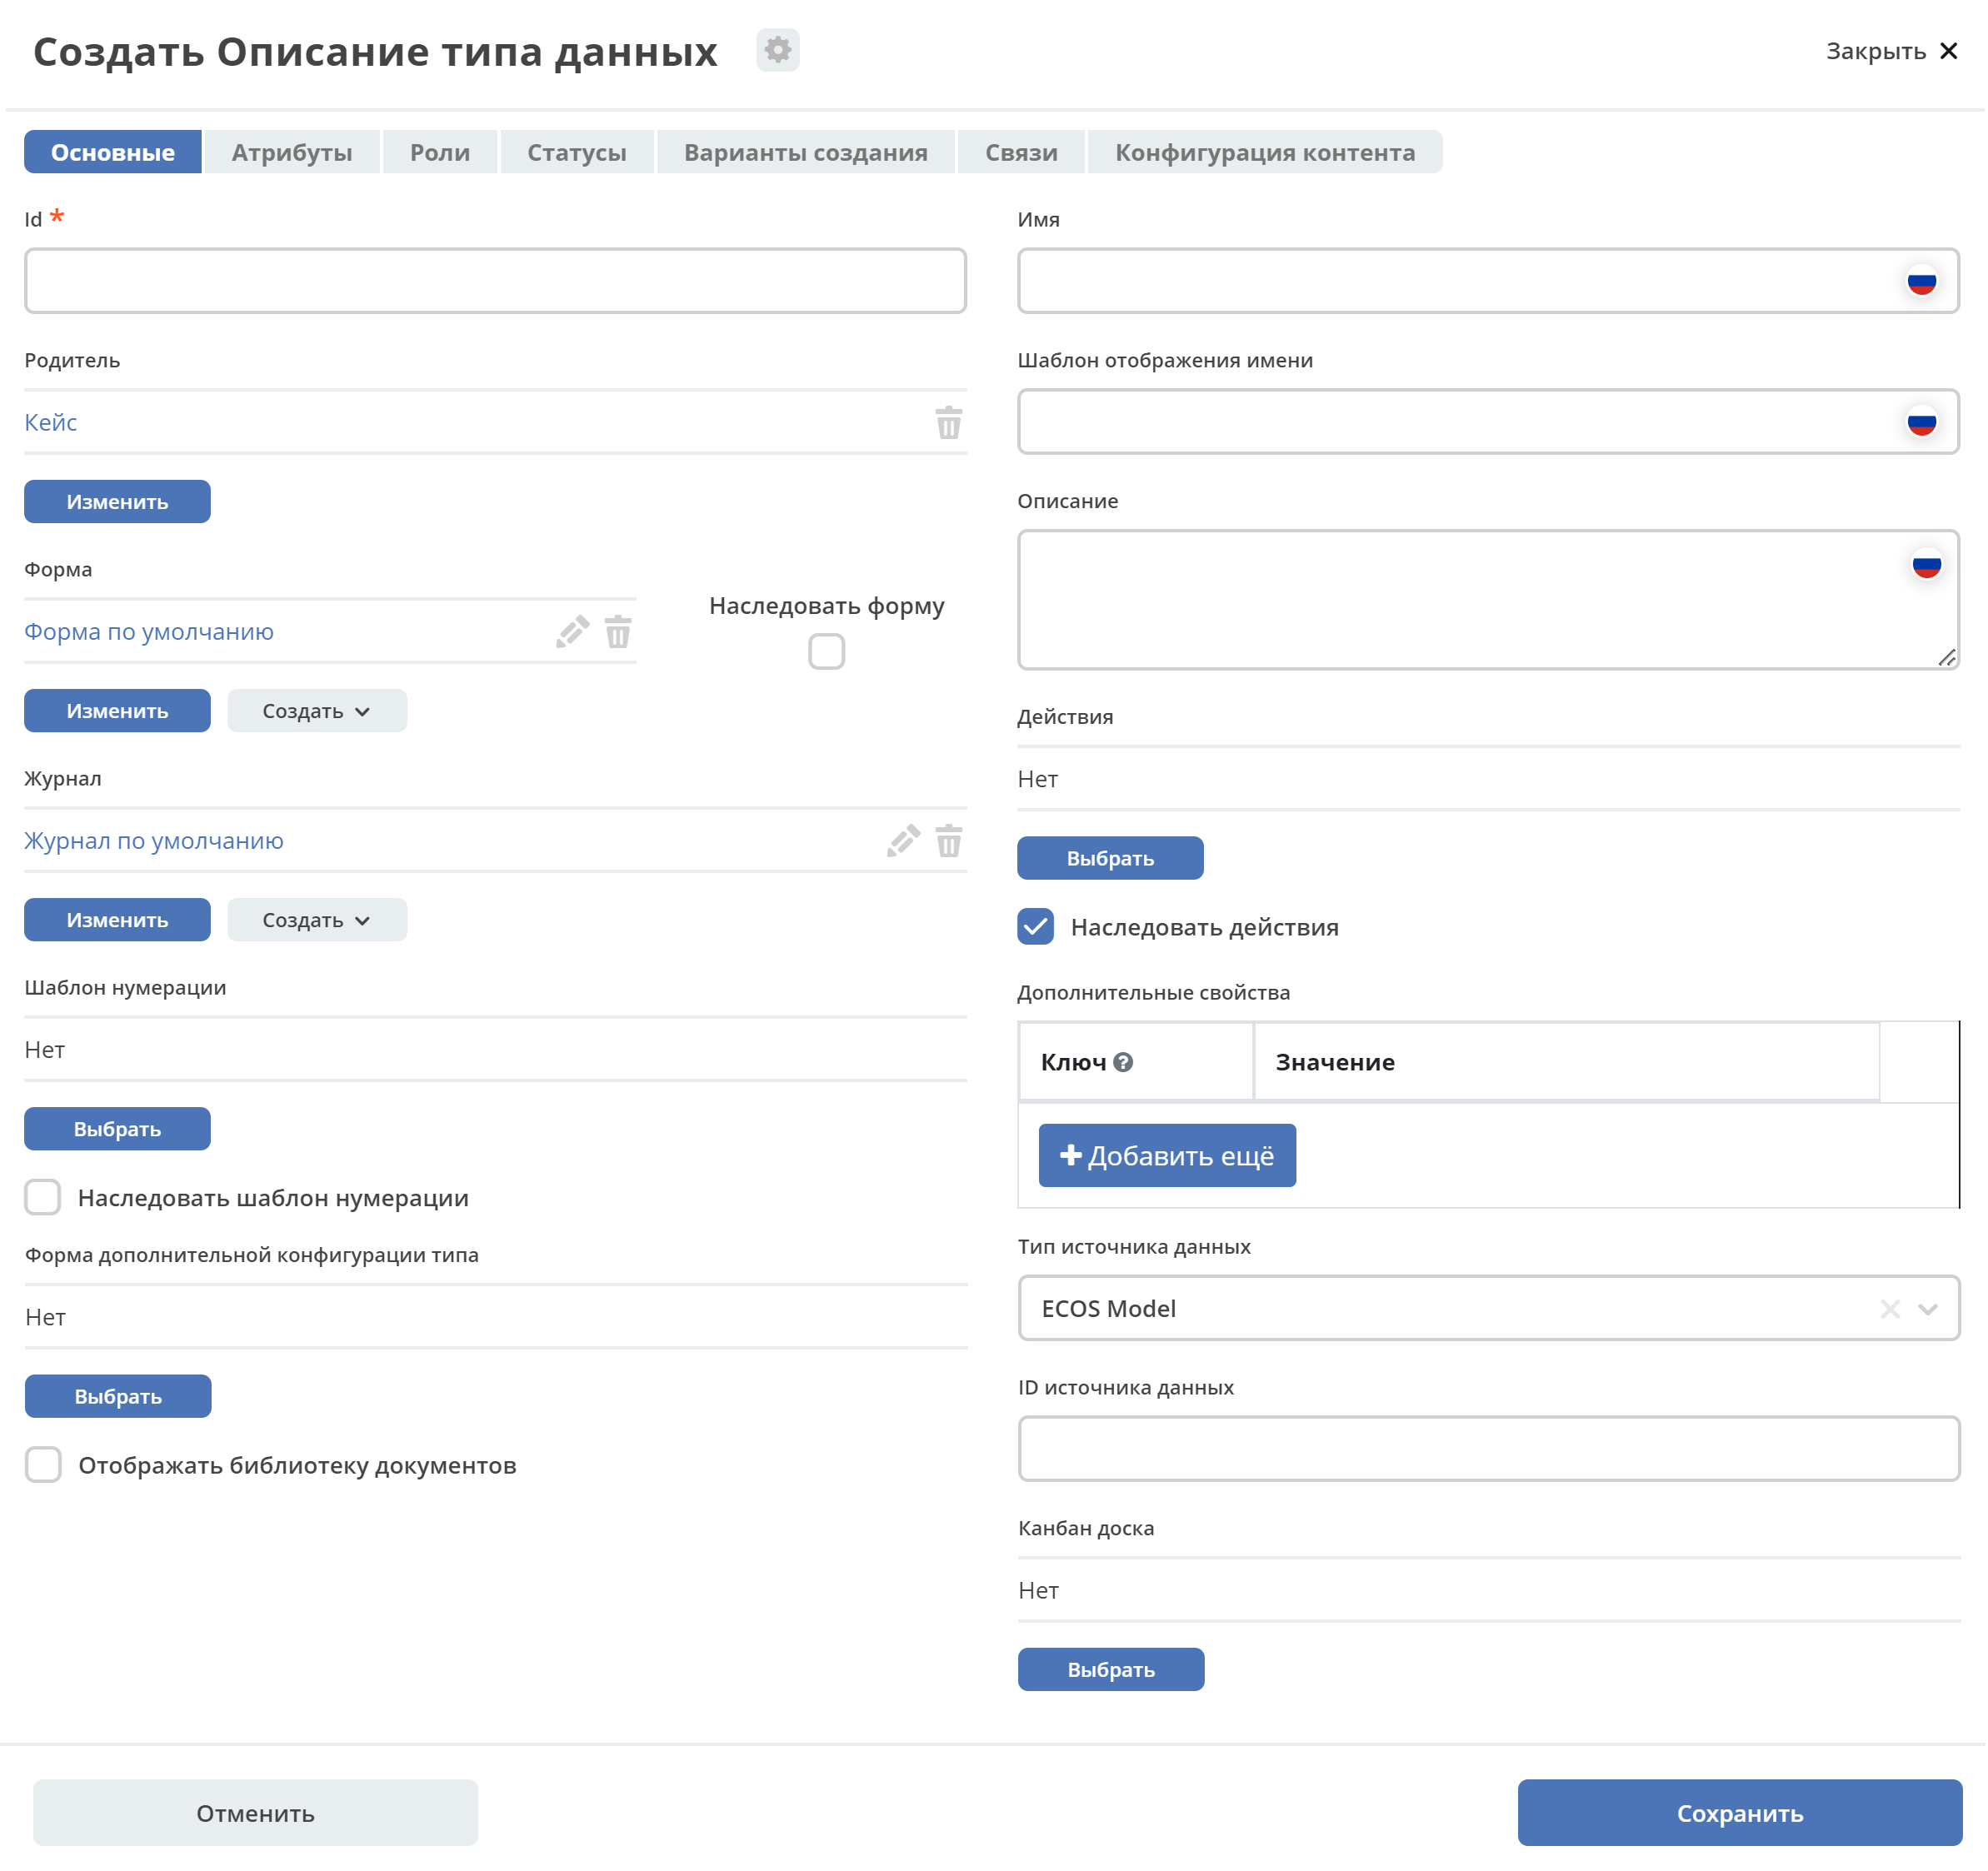 Создать Описание типа данных
Закрыть
Основные
Атрибуты
Роли
Статусы
Варианты создания
Связи
Конфигурация контента
Id *
Родитель
Кейс
Изменить
Форма
Форма по умолчанию
Наследовать форму
Изменить
Создать
Журнал
Журнал по умолчанию
Изменить
Создать
Шаблон нумерации
Нет
Выбрать
Наследовать шаблон нумерации
Форма дополнительной конфигурации типа
Нет
Выбрать
Отображать библиотеку документов
Имя
Шаблон отображения имени
Описание
Действия
Нет
Выбрать
Наследовать действия
Дополнительные свойства
Ключ ?
Значение
Добавить ещё
Тип источника данных
ECOS Model
ID источника данных
Канбан доска
Нет
Выбрать
Отменить
Сохранить